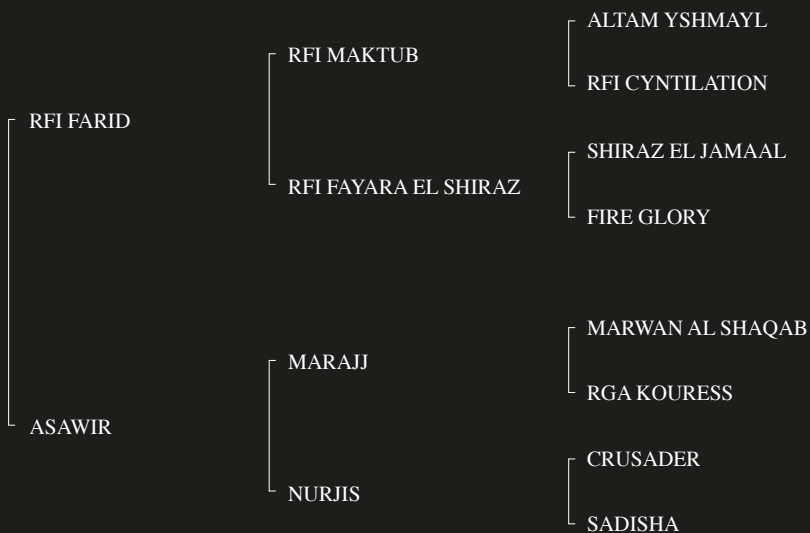 ALTAM YSHMAYL
RFI MAKTUB
RFI CYNTILATION
RFI FARID
SHIRAZ EL JAMAAL
RFI FAYARA EL SHIRAZ
FIRE GLORY
MARWAN AL SHAQAB
MARAJJ
RGA KOURESS
ASAWIR
CRUSADER
NURJIS
SADISHA